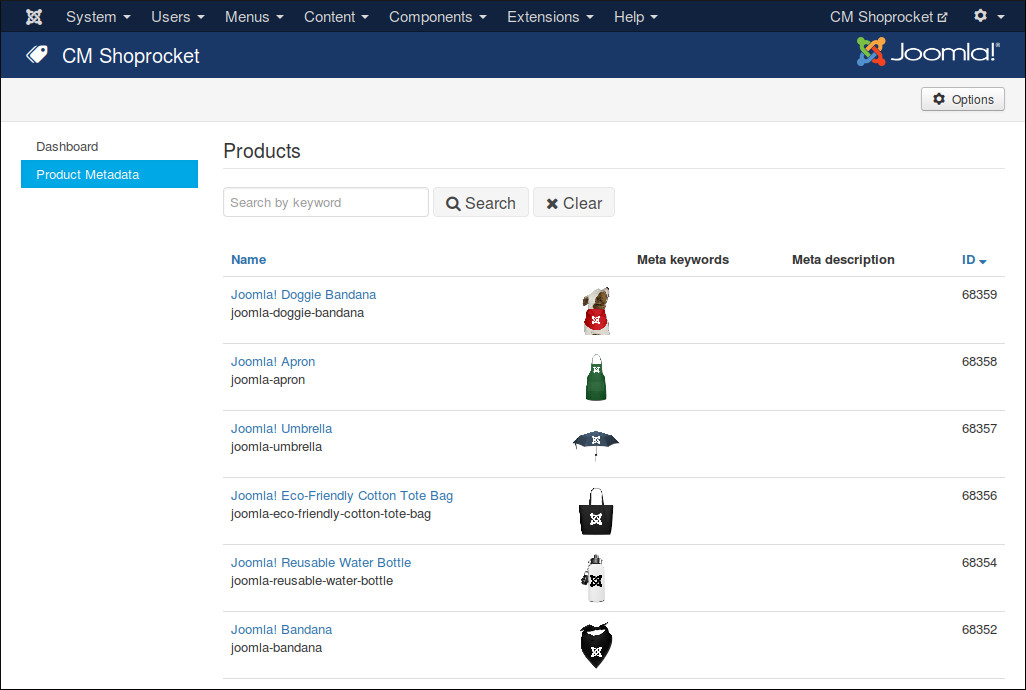 System Users Menus Content Components Extensions Help CM Shoprocket
CM Shoprocket Joomla!®
Options
Dashboard
Product Metadata
Products
Search by keyword Search Clear
Name Meta keywords Meta description ID
Joomla! Doggie Bandana 68359
joomla-doggie-bandana
Joomla! Apron 68358
joomla-apron
Joomla! Umbrella 68357
joomla-umbrella
Joomla! Eco-Friendly Cotton Tote Bag 68356
joomla-eco-friendly-cotton-tote-bag
Joomla! Reusable Water Bottle 68354
joomla-reusable-water-bottle
Joomla! Bandana 68352
joomla-bandana